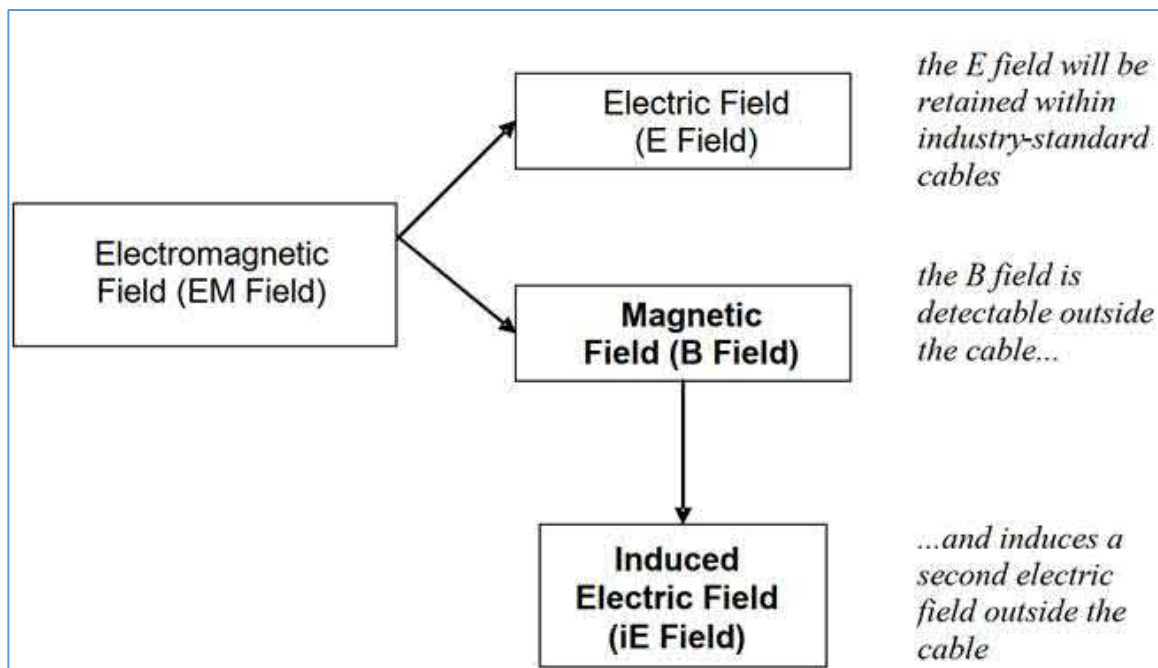 Electromagnetic
Field (EM Field)
Electric Field
(E Field)
the E field will be
retained within
industry-standard
cables
Magnetic
Field (B Field)
the B field is
detectable outside
the cable...
Induced
Electric Field
(iE Field)
...and induces a
second electric
field outside the
cable